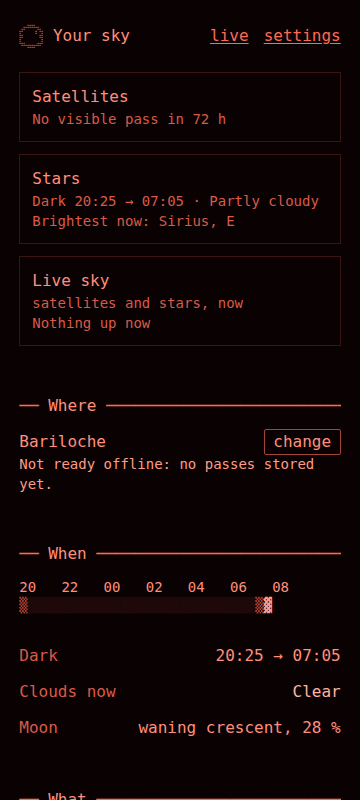 Your sky live settings
Satellites
No visible pass in 72 h
Stars
Dark 20:25 → 07:05 · Partly cloudy
Brightest now: Sirius, E
Live sky
satellites and stars, now
Nothing up now
Where
Bariloche change
Not ready offline: no passes stored
yet.
When
20 22 00 02 04 06 08
Dark 20:25 → 07:05
Clouds now Clear
Moon waning crescent, 28 %
What